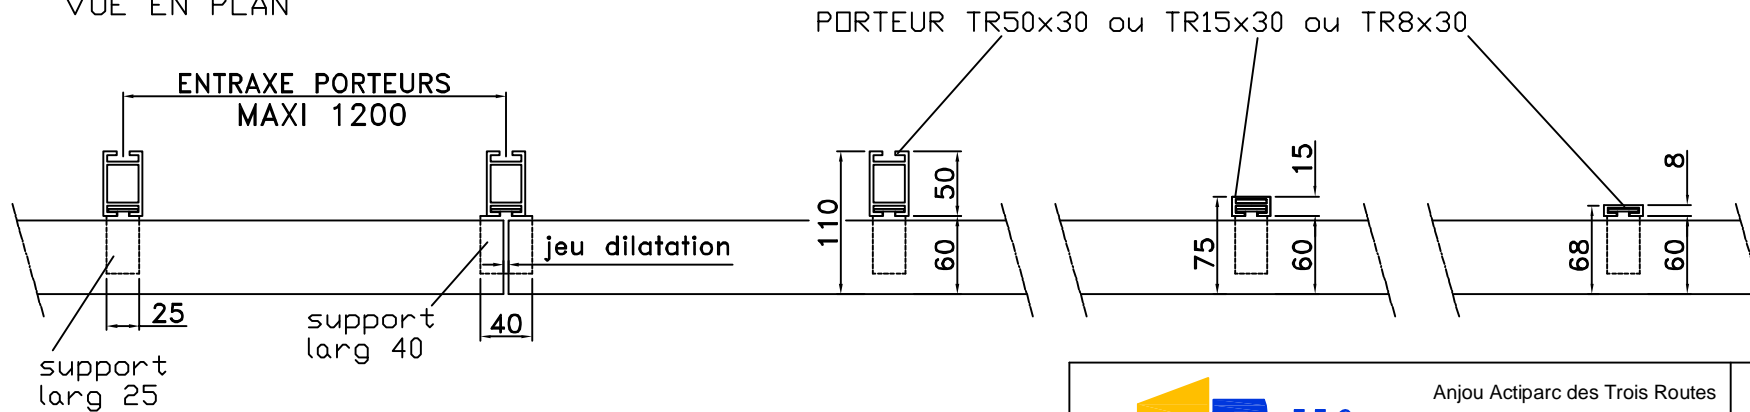 VUE EN PLAN
PORTEUR TR50x30 ou TR15x30 ou TR8x30
ENTRAXE PORTEURS
MAXI 1200
110
50
60
75
15
60
68
8
60
jeu dilatation
25
40
support
larg 40
support
larg 25
Anjou Actiparc des Trois Routes